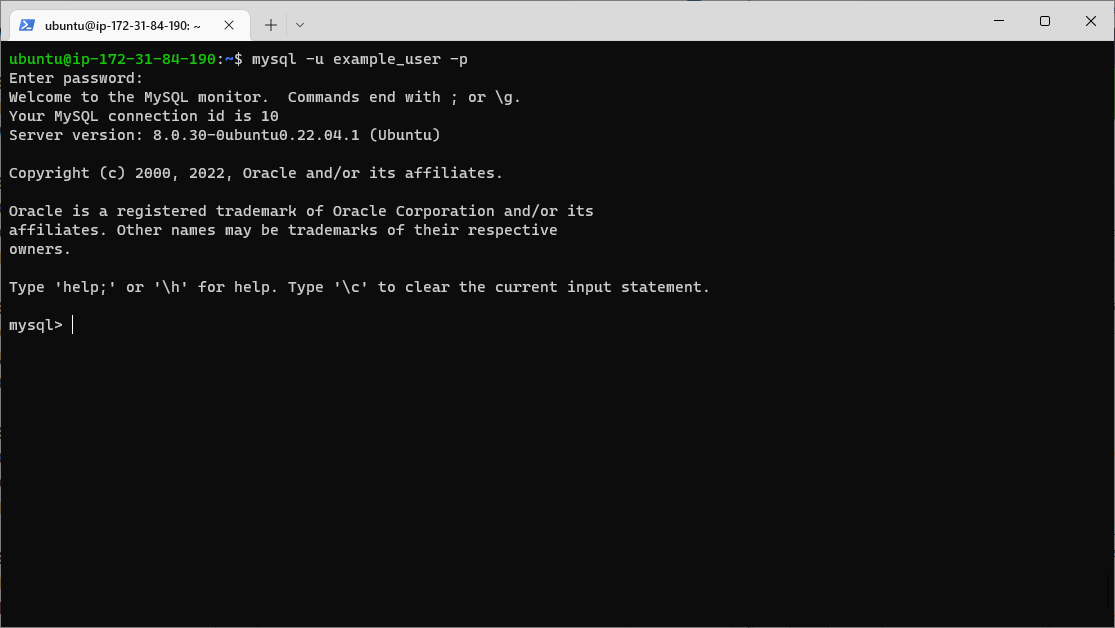 ubuntu@ip-172-31-84-190: ~
ubuntu@ip-172-31-84-190:~$ mysql -u example_user -p
Enter password:
Welcome to the MySQL monitor.  Commands end with ; or \g.
Your MySQL connection id is 10
Server version: 8.0.30-0ubuntu0.22.04.1 (Ubuntu)

Copyright (c) 2000, 2022, Oracle and/or its affiliates.

Oracle is a registered trademark of Oracle Corporation and/or its
affiliates. Other names may be trademarks of their respective
owners.

Type 'help;' or '\h' for help. Type '\c' to clear the current input statement.

mysql>